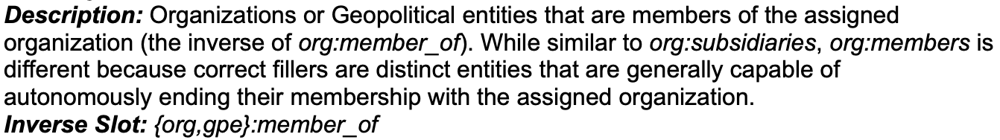 Description: Organizations or Geopolitical entities that are members of the assigned
organization (the inverse of org:member_of). While similar to org:subsidiaries, org:members is
different because correct fillers are distinct entities that are generally capable of
autonomously ending their membership with the assigned organization.
Inverse Slot: {org,gpe}:member_of